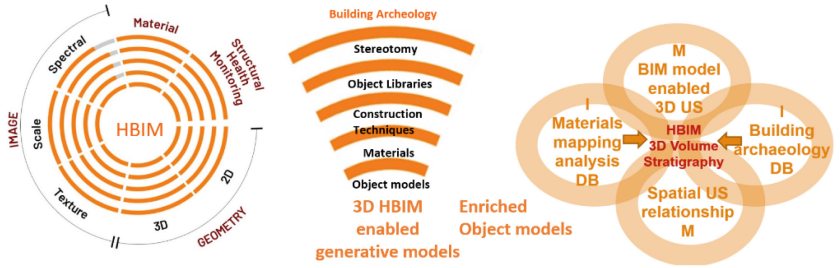 Spectral
Material
Structural
Health
Monitoring
IMAGE
Scale
HBIM
Texture
3D
2D
GEOMETRY
I
II
Building Archeology
Stereotomy
Object Libraries
Construction
Techniques
Materials
Object models
3D HBIM
enabled
generative models
Enriched
Object models
M
BIM model
enabled
3D US
I
Materials
mapping
analysis
DB
HBIM
3D Volume
Stratigraphy
I
Building
archaeology
DB
Spatial US
relationship
M